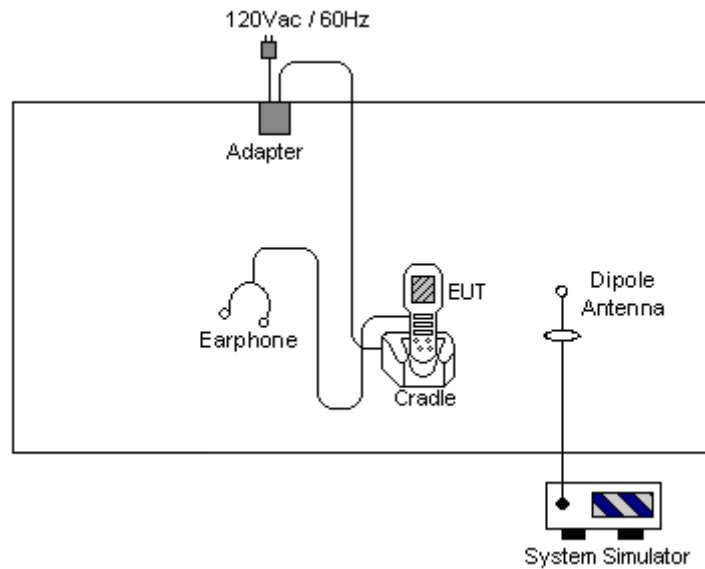 120Vac / 60Hz
Adapter
EUT
Dipole
Antenna
Earphone
Cradle
System Simulator